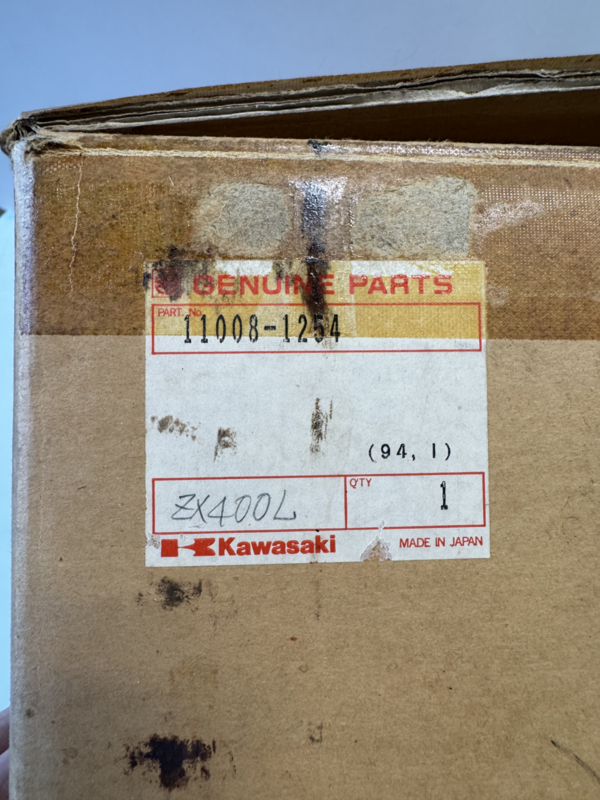 GENUINE PARTS
PART No.
11008-1254
(94, 1)
ZX400L
Q'TY
1
Kawasaki
MADE IN JAPAN